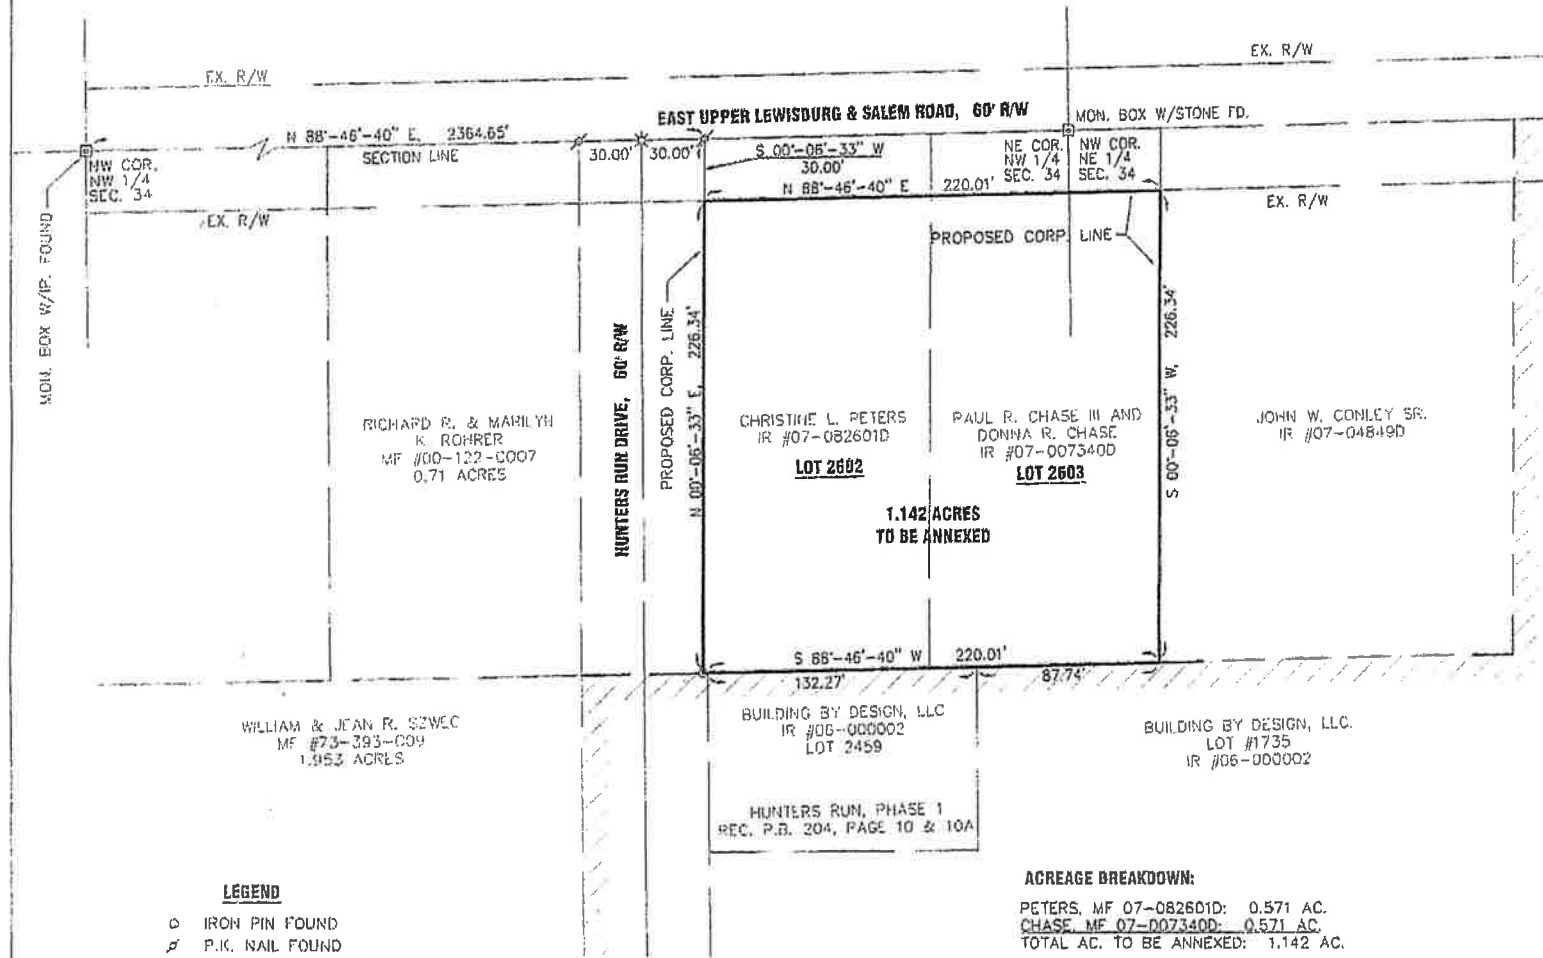 EX. R/W
EX. R/W
EAST UPPER LEWISBURG & SALEM ROAD, 60' R/W
MON. BOX W/STONE FD.
N 88'-46'-40" E, 2364.65'
SECTION LINE
30.00'
30.00'
S 00'-06'-33" W
30.00'
N 88'-46'-40" E 220.01'
NE COR.
NW 1/4
SEC. 34
NW COR.
NE 1/4
SEC. 34
NW COR.
NW 1/4
SEC. 34
EX. R/W
EX. R/W
MON. BOX W/IP. FOUND
PROPOSED CORP. LINE
PROPOSED CORP. LINE
N 00'-06'-33" E, 226.34'
S 00'-06'-33" W, 226.34'
HUNTERS RUN DRIVE, 60' R/W
RICHARD R. & MARILYN
K. ROHRER
MF #00-122-C007
0.71 ACRES
CHRISTINE L. PETERS
IR #07-082601D
LOT 2602
PAUL R. CHASE III AND
DONNA R. CHASE
IR #07-007340D
LOT 2603
JOHN W. CONLEY SR.
IR #07-04849D
1.142 ACRES
TO BE ANNEXED
S 88'-46'-40" W 220.01'
132.27'
87.74'
WILLIAM & JEAN R. SZWEC
MF #73-393-C09
1.953 ACRES
BUILDING BY DESIGN, LLC
IR #06-000002
LOT 2459
BUILDING BY DESIGN, LLC.
LOT #1735
IR #06-000002
HUNTERS RUN, PHASE 1
REC. P.B. 204, PAGE 10 & 10A
LEGEND
IRON PIN FOUND
P.K. NAIL FOUND
ACREAGE BREAKDOWN:
PETERS, MF 07-082601D: 0.571 AC.
CHASE, MF 07-007340D: 0.571 AC.
TOTAL AC. TO BE ANNEXED: 1.142 AC.